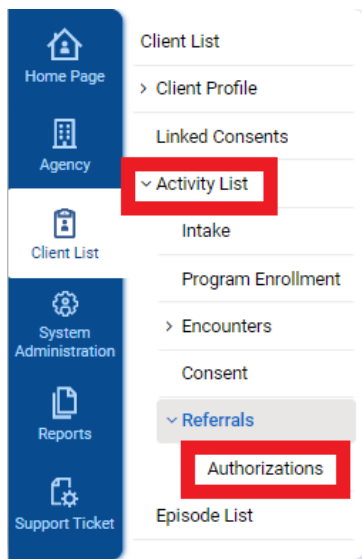 Home Page
Agency
Client List
System
Administration
Reports
Support Ticket
Client List
Client Profile
Linked Consents
Activity List
Intake
Program Enrollment
Encounters
Consent
Referrals
Authorizations
Episode List